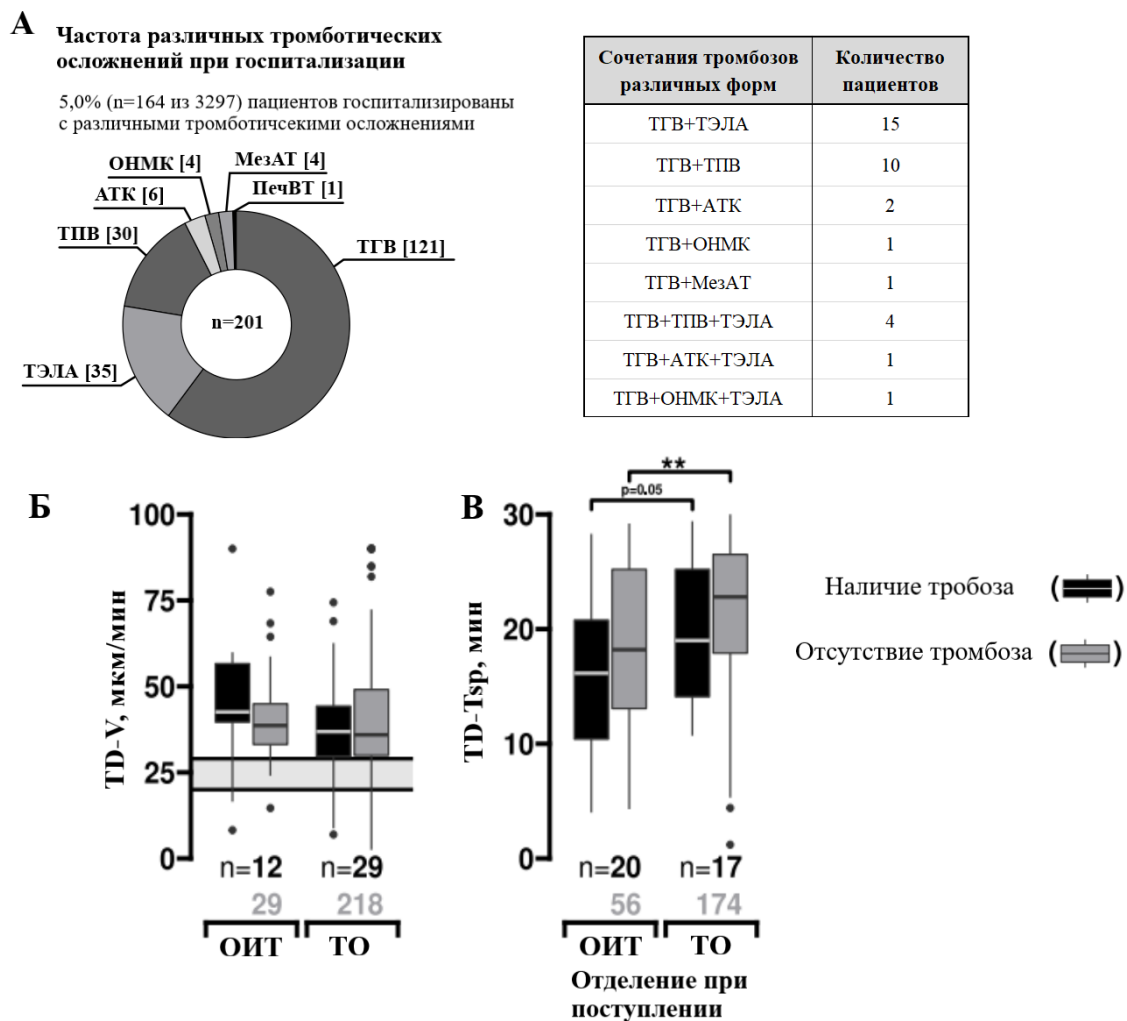 А
Частота различных тромботических
осложнений при госпитализации
5,0% (n=164 из 3297) пациентов госпитализированы
с различными тромботичсекими осложнениями
ОНМК [4]
МезАТ [4]
АТК [6]
ПечВТ [1]
ТПВ [30]
ТГВ [121]
n=201
ТЭЛА [35]
Сочетания тромбозов
различных форм
Количество
пациентов
ТГВ+ТЭЛА 15
ТГВ+ТПВ 10
ТГВ+АТК 2
ТГВ+ОНМК 1
ТГВ+МезАТ 1
ТГВ+ТПВ+ТЭЛА 4
ТГВ+АТК+ТЭЛА 1
ТГВ+ОНМК+ТЭЛА 1
Б
TD-V, мкм/мин
100
75
50
25
0
n=12 n=29
29 218
ОИТ ТО
В
TD-Tsp, мин
**
p=0.05
30
20
10
0
n=20 n=17
56 174
ОИТ ТО
Отделение при
поступлении
Наличие тробоза ( )
Отсутствие тромбоза ( )